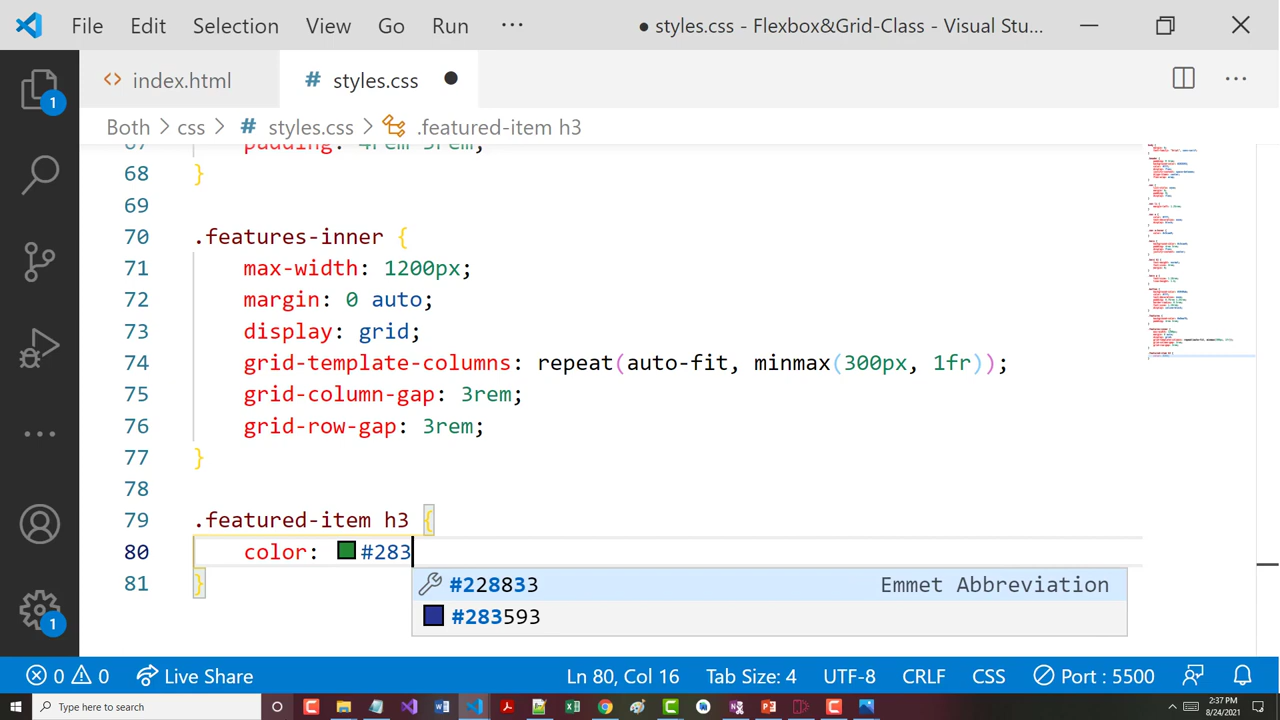 File Edit Selection View Go Run ··· ● styles.css - Flexbox&Grid-Class - Visual Stu...
<> index.html # styles.css ●
1
Both > css > # styles.css > .featured-item h3
67 padding: 4rem 3rem;
68 }
69
70 .features-inner {
71 max-width: 1200px;
72 margin: 0 auto;
73 display: grid;
74 grid-template-columns: repeat(auto-fit, minmax(300px, 1fr));
75 grid-column-gap: 3rem;
76 grid-row-gap: 3rem;
77 }
78
79 .featured-item h3 {
80 color: #283
81 }
#228833 Emmet Abbreviation
#283593
1
0 0 Live Share Ln 80, Col 16 Tab Size: 4 UTF-8 CRLF CSS Port : 5500
Type here to search
2:37 PM
8/24/2021